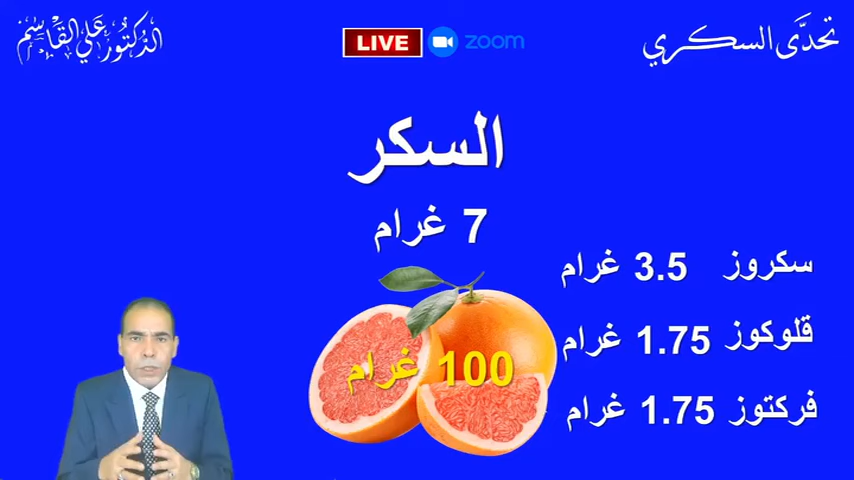 تحدَّى السكري
LIVE zoom
الدكتور علي القاسم
السكر
7 غرام
100 غرام
سكروز 3.5 غرام
قلوكوز 1.75 غرام
فركتوز 1.75 غرام